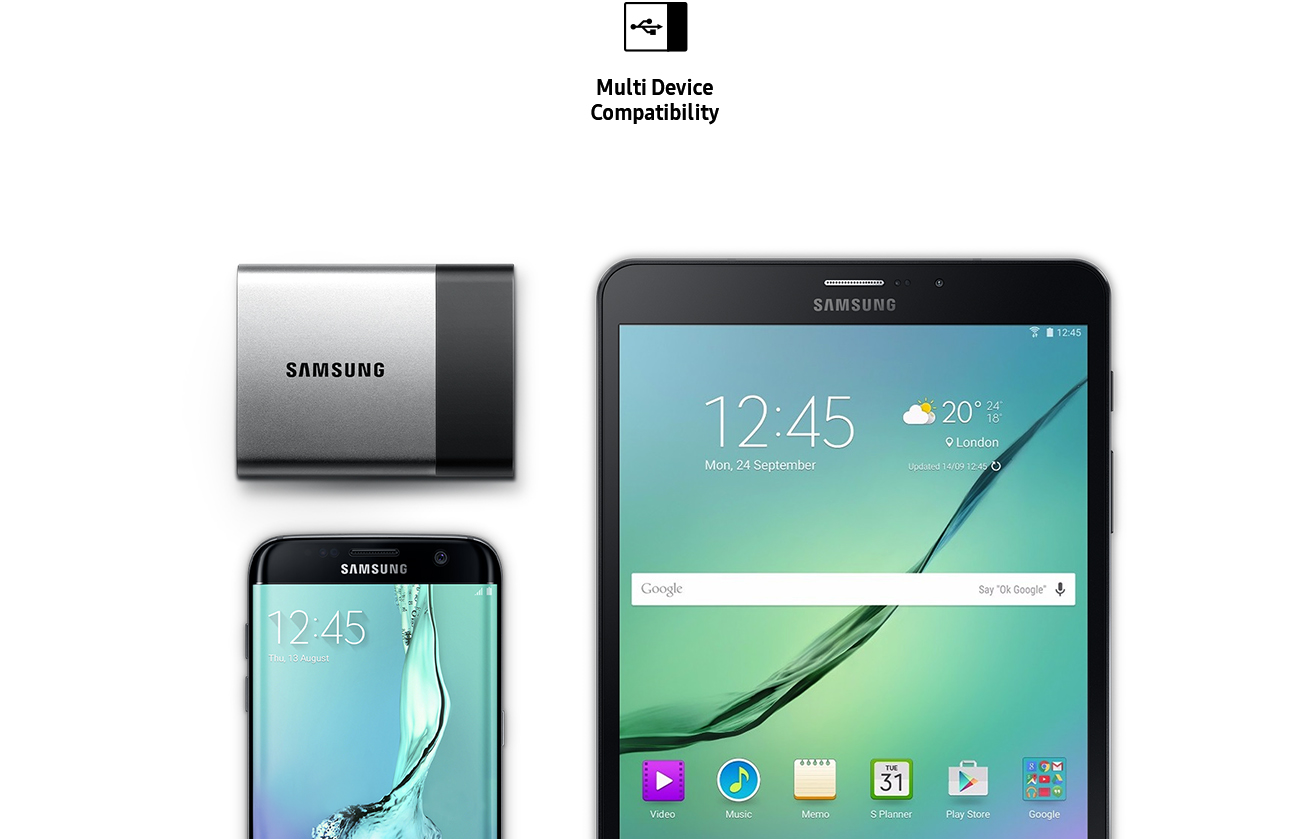 Multi Device
Compatibility
SAMSUNG
SAMSUNG
12:45
12:45
Mon, 24 September
20° 24°
18°
London
Updated 14/09 12:45
Google
Say "Ok Google"
Video
Music
Memo
TUE
31
S Planner
Play Store
Google
SAMSUNG
12:45
Thu, 13 August